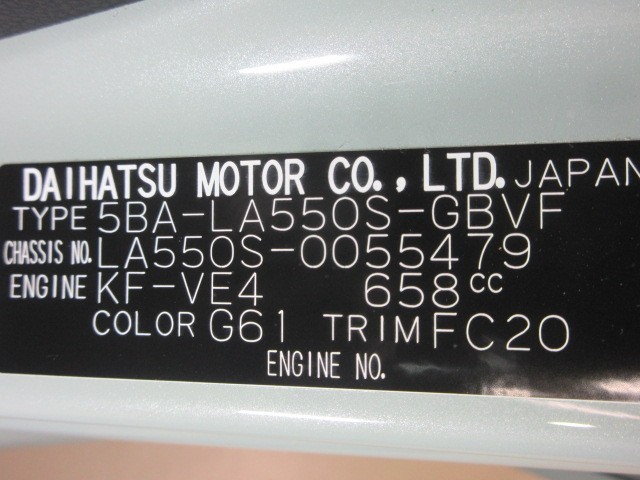 DAIHATSU MOTOR CO., LTD. JAPAN
TYPE 5BA-LA550S-GBVF
CHASSIS NO. LA550S-0055479
ENGINE KF-VE4 658cc
COLOR G61 TRIM FC20
ENGINE NO.